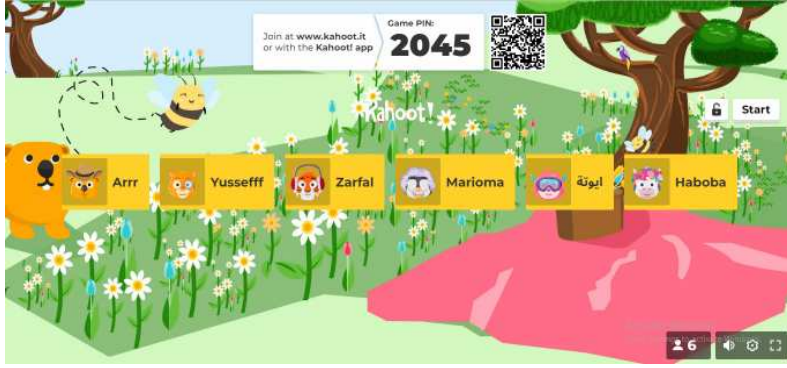 Join at www.kahoot.it
or with the Kahoot! app
Game PIN:
2045
Kahoot!
Start
Arrr
Yussefff
Zarfal
Marioma
ايوتة
Haboba
6